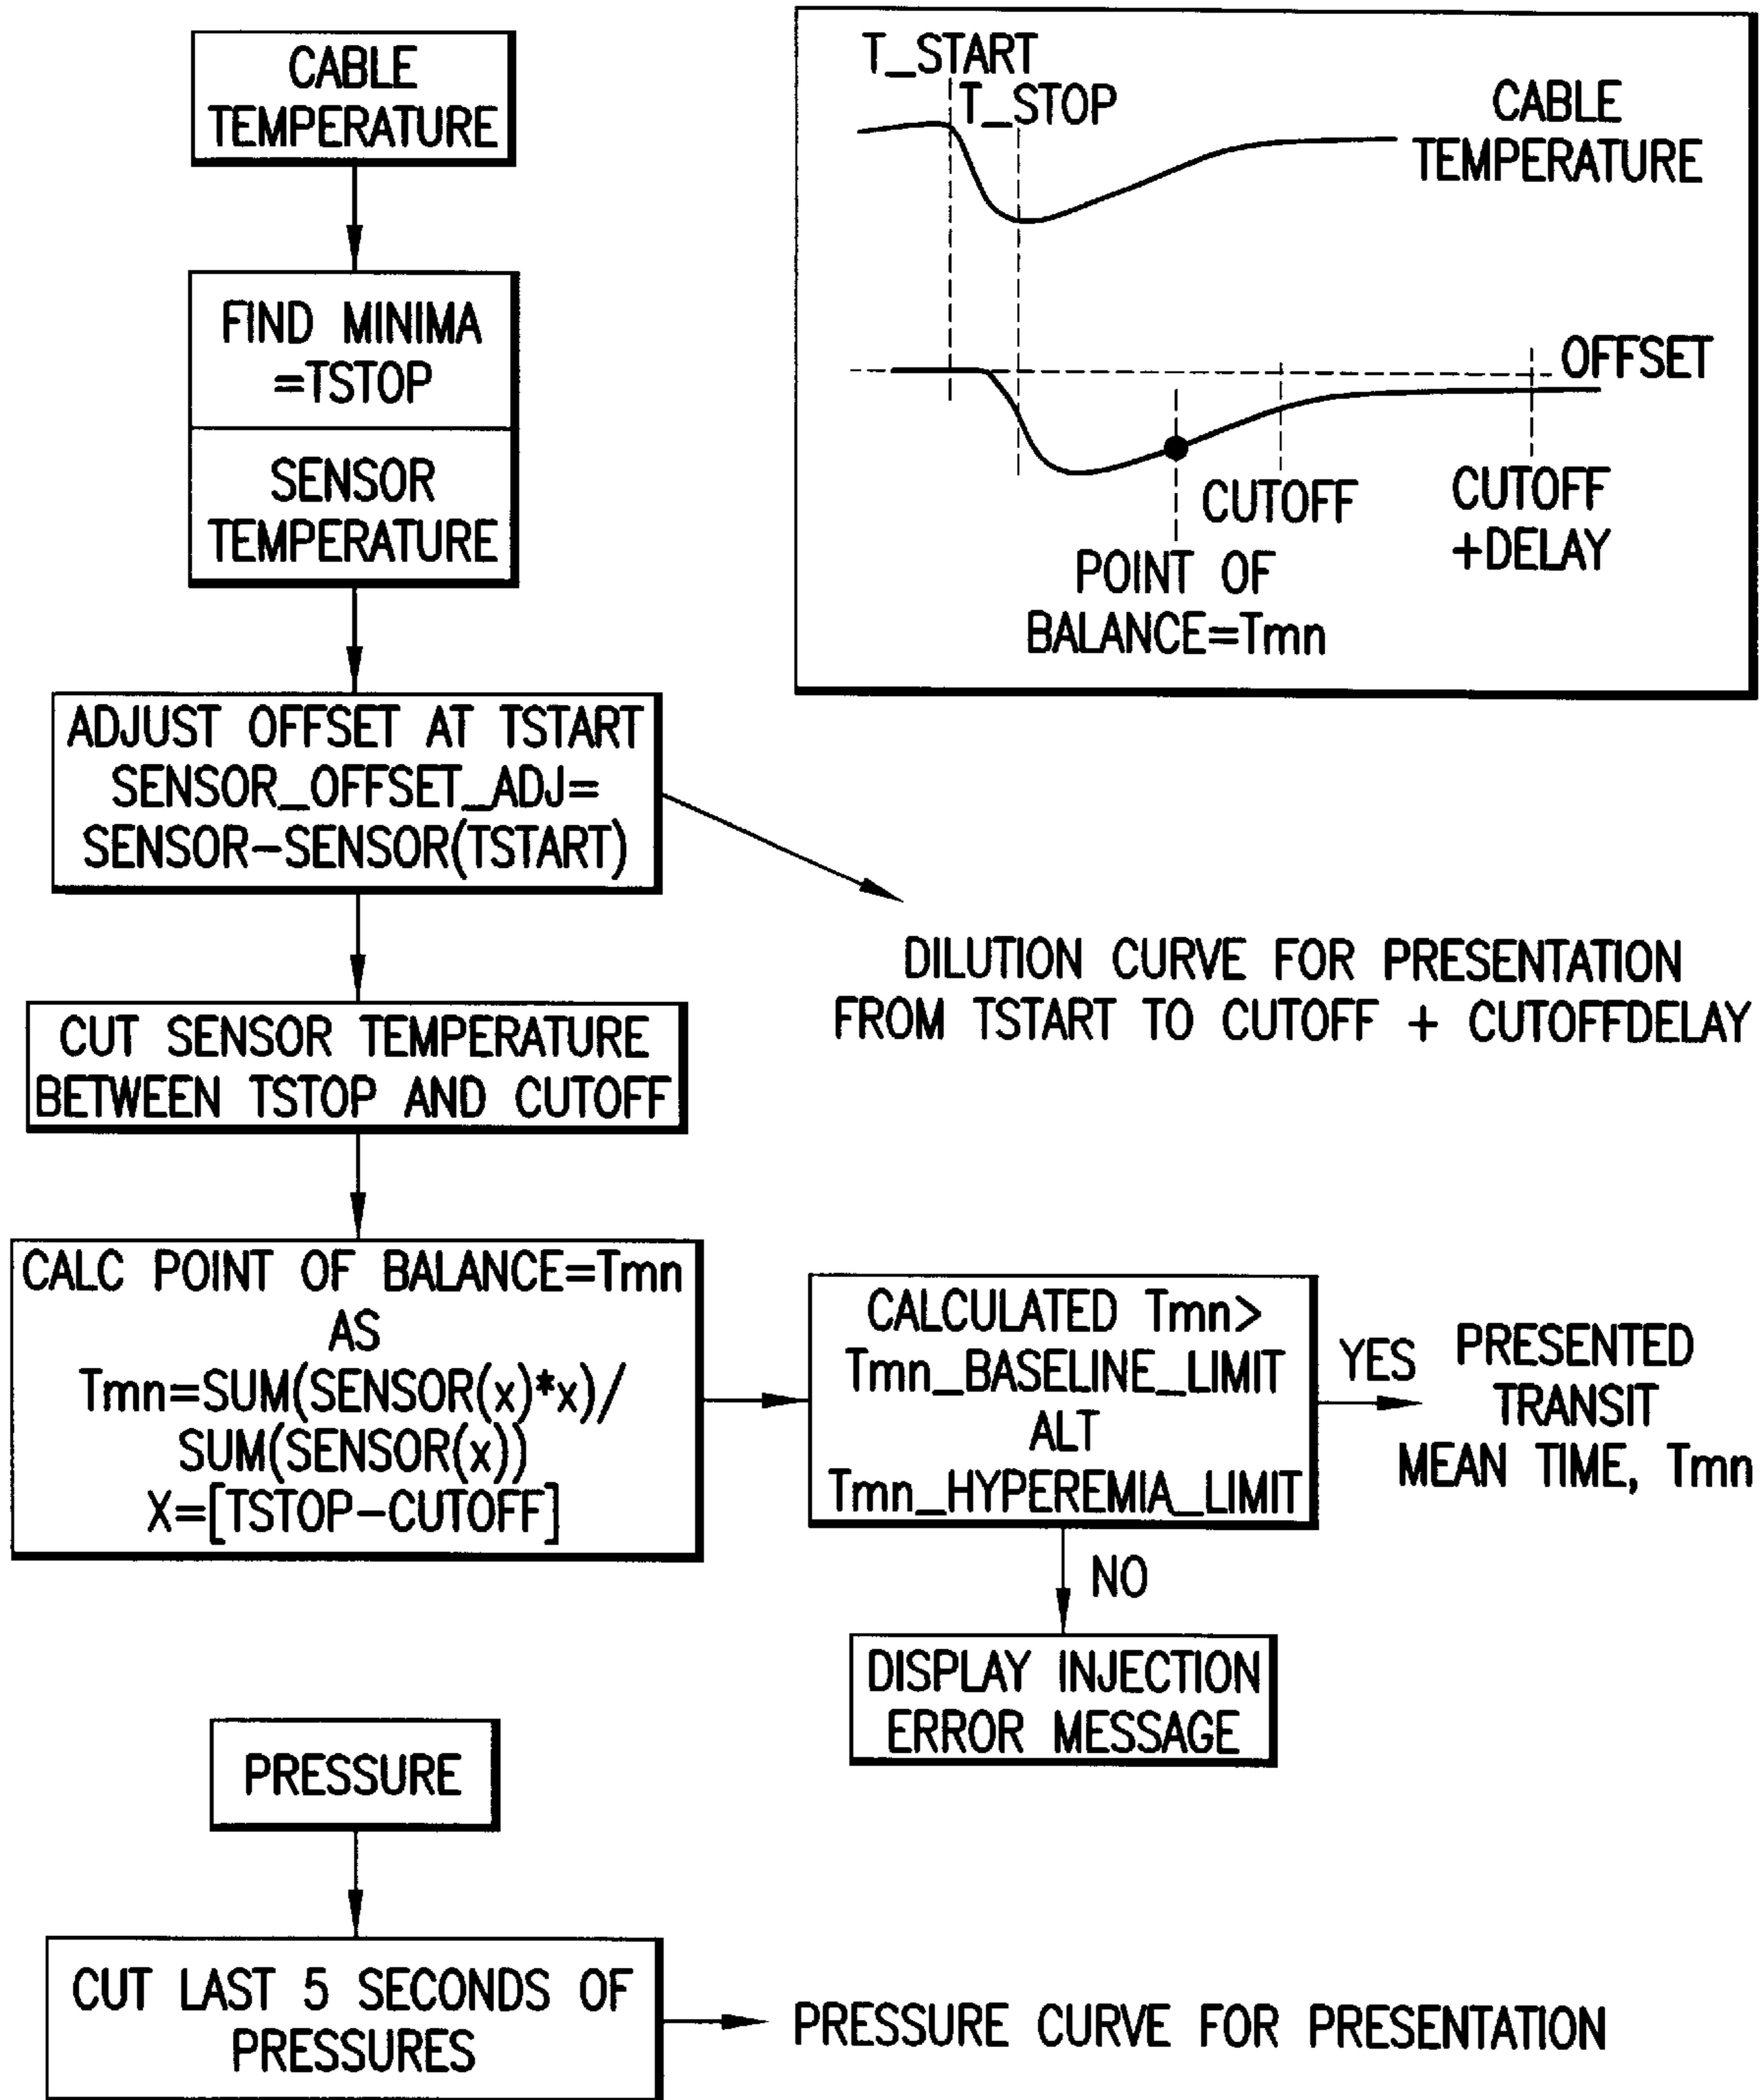 CABLE
TEMPERATURE
FIND MINIMA
=TSTOP
SENSOR
TEMPERATURE
ADJUST OFFSET AT TSTART
SENSOR_OFFSET_ADJ=
SENSOR-SENSOR(TSTART)
CUT SENSOR TEMPERATURE
BETWEEN TSTOP AND CUTOFF
CALC POINT OF BALANCE=Tmn
AS
Tmn=SUM(SENSOR(x)*x)/
SUM(SENSOR(x))
X=[TSTOP-CUTOFF]
T_START
T_STOP
CABLE
TEMPERATURE
OFFSET
CUTOFF
CUTOFF
+DELAY
POINT OF
BALANCE=Tmn
DILUTION CURVE FOR PRESENTATION
FROM TSTART TO CUTOFF + CUTOFFDELAY
CALCULATED Tmn>
Tmn_BASELINE_LIMIT
ALT
Tmn_HYPEREMIA_LIMIT
YES
PRESENTED
TRANSIT
MEAN TIME, Tmn
NO
DISPLAY INJECTION
ERROR MESSAGE
PRESSURE
CUT LAST 5 SECONDS OF
PRESSURES
PRESSURE CURVE FOR PRESENTATION